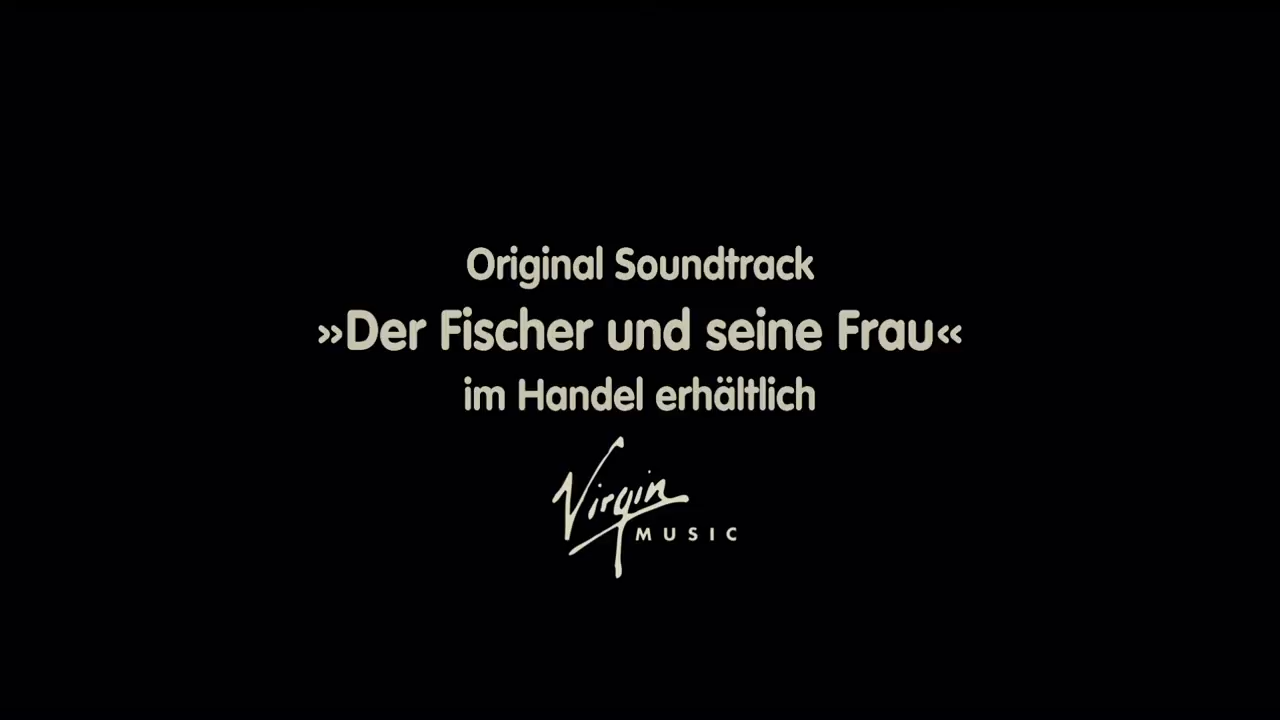 Original Soundtrack
»Der Fischer und seine Frau«
im Handel erhältlich
Virgin
MUSIC